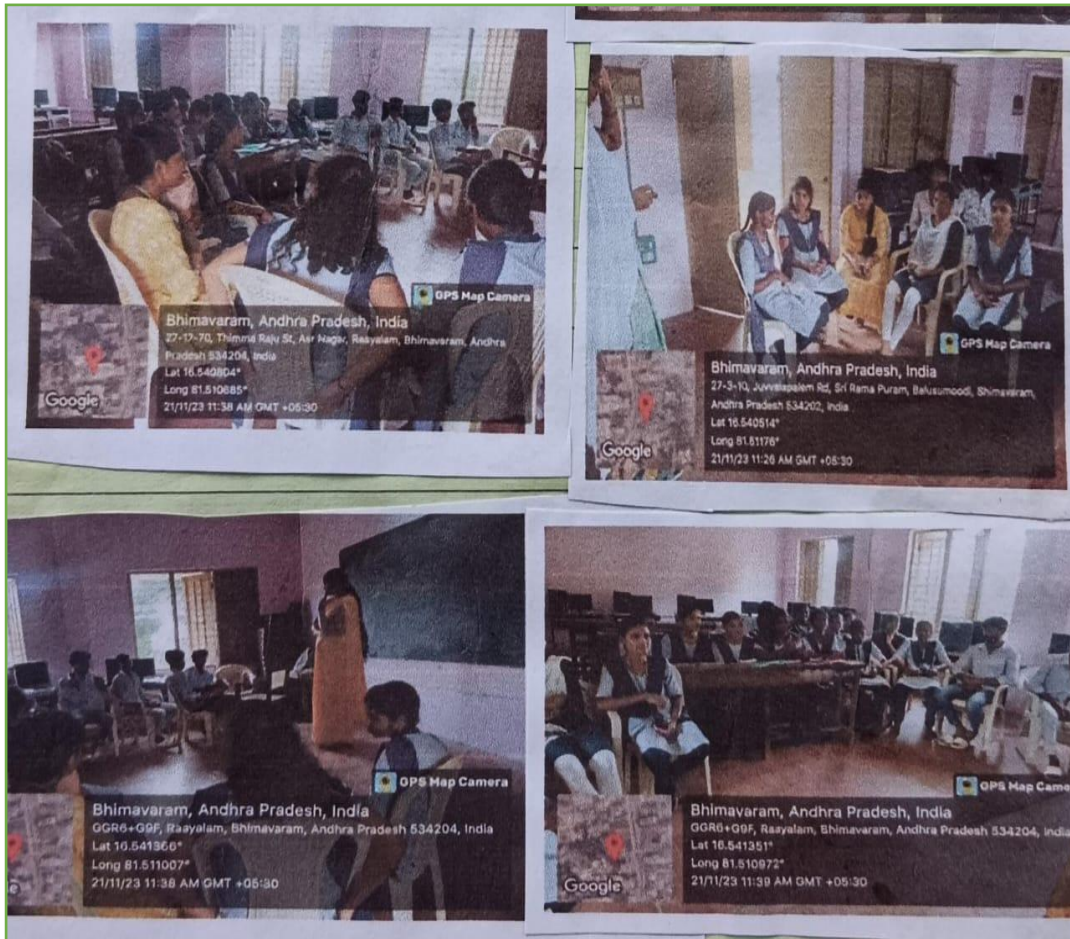 GPS Map Camera
Bhimavaram, Andhra Pradesh, India
27-12-70, Thimma Raju St, Asr Nagar, Raayalam, Bhimavaram, Andhra
Pradesh 534204, India
Lat 16.540804°
Long 81.510685°
21/11/23 11:38 AM GMT +05:30
Google
GPS Map Camera
Bhimavaram, Andhra Pradesh, India
27-3-10, Juvvalapalem Rd, Sri Rama Puram, Balusumoodi, Bhimavaram,
Andhra Pradesh 534202, India
Lat 16.540514°
Long 81.51176°
21/11/23 11:26 AM GMT +05:30
Google
GPS Map Camera
Bhimavaram, Andhra Pradesh, India
GGR6+G9F, Raayalam, Bhimavaram, Andhra Pradesh 534204, India
Lat 16.541366°
Long 81.511007°
21/11/23 11:38 AM GMT +05:30
GPS Map Came
Bhimavaram, Andhra Pradesh, India
GGR6+G9F, Raayalam, Bhimavaram, Andhra Pradesh 534204, India
Lat 16.541351°
Long 81.510972°
21/11/23 11:39 AM GMT +05:30
Google